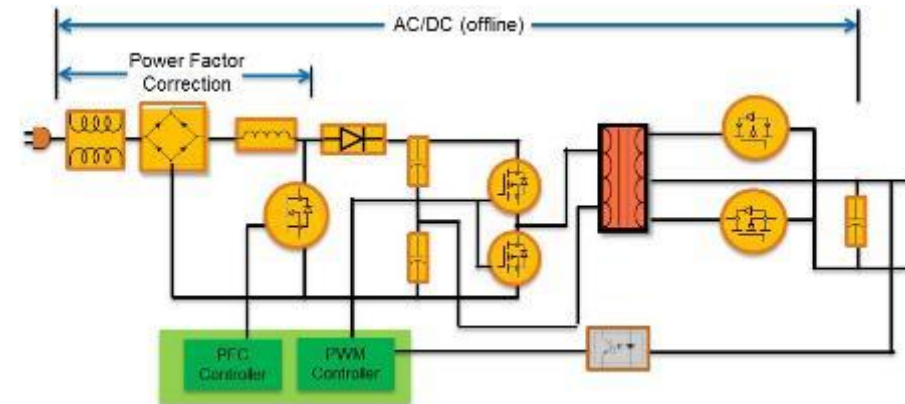 AC/DC (offline)
Power Factor
Correction
PFC
Controller
PWM
Controller